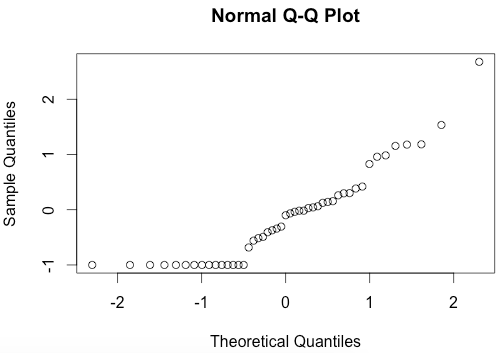 Normal Q-Q Plot
Sample Quantiles
2
1
0
-1
-2 -1 0 1 2
Theoretical Quantiles